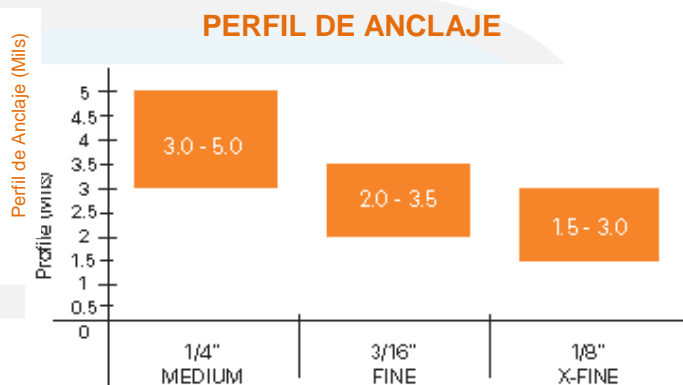 PERFIL DE ANCLAJE
Perfil de Anclaje (Mils)
Profile (Mils)
5
4.5
4
3.5
3
2.5
2
1.5
1
0.5
0
3.0 - 5.0
2.0 - 3.5
1.5 - 3.0
1/4" 3/16" 1/8"
MEDIUM FINE X-FINE